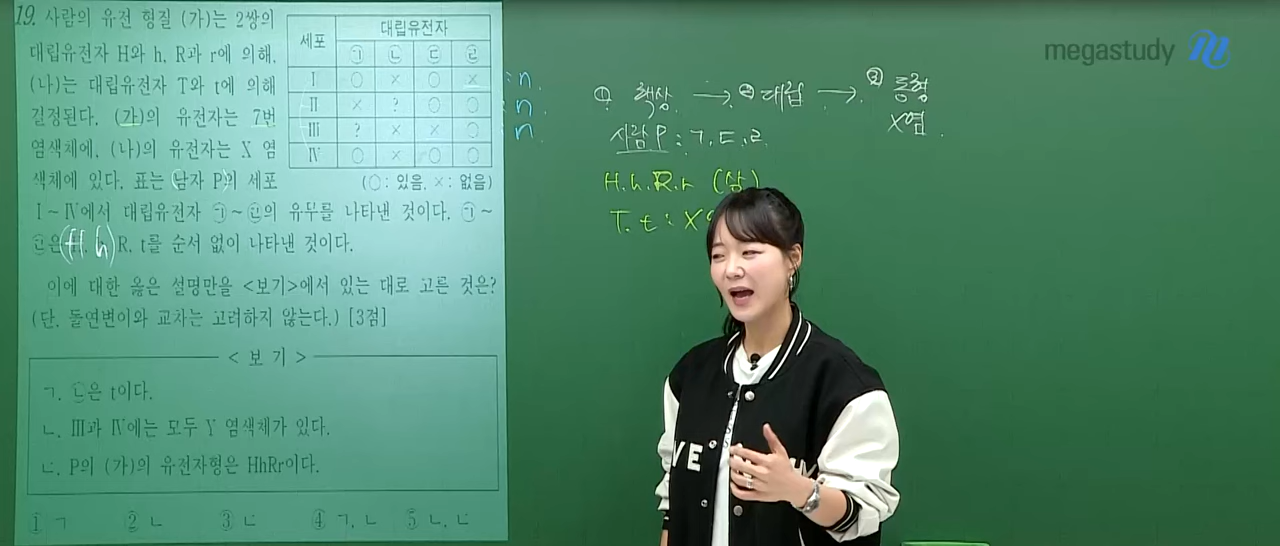 19. 사람의 유전 형질 (가)는 2쌍의
대립유전자 H와 h, R과 r에 의해,
(나)는 대립유전자 T와 t에 의해
결정된다. (가)의 유전자는 7번
염색체에, (나)의 유전자는 X 염
색체에 있다. 표는 남자 P의 세포
Ⅰ~Ⅳ에서 대립유전자 ㉠~㉣의 유무를 나타낸 것이다. ㉠~
㉣은 H, h, R, t를 순서 없이 나타낸 것이다.
세포 대립유전자
㉠ ㉡ ㉢ ㉣
Ⅰ ○ × ○ × : n.
Ⅱ × ? ○ ○ : n.
Ⅲ ? × × ○ : n
Ⅳ ○ × ○ ○
(○: 있음, ×: 없음)
이에 대한 옳은 설명만을 <보기>에서 있는 대로 고른 것은?
(단, 돌연변이와 교차는 고려하지 않는다.) [3점]
<보 기>
ㄱ. ㉢은 t이다.
ㄴ. Ⅲ과 Ⅳ에는 모두 Y 염색체가 있다.
ㄷ. P의 (가)의 유전자형은 HhRr이다.
① ㄱ ② ㄴ ③ ㄷ ④ ㄱ, ㄴ ⑤ ㄴ, ㄷ
① 핵상 → ② 대립 → ③
X염.
사람P : ㄱ, ㄷ, ㄹ
H.h.R.r (상)
T. t : X
megastudy
VE